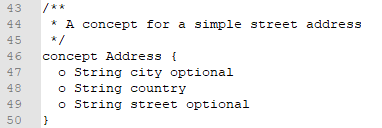 43 /**
44  * A concept for a simple street address
45  */
46 concept Address {
47   o String city optional
48   o String country
49   o String street optional
50 }